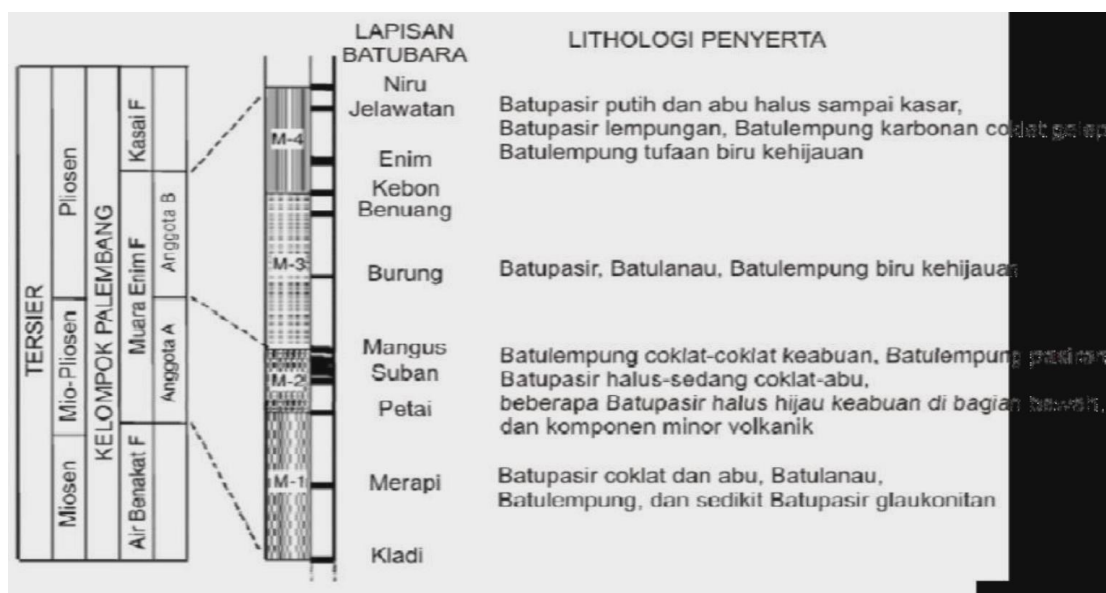 LAPISAN
BATUBARA
LITHOLOGI PENYERTA
TERSIER
Miosen
Mio-Pliosen
Pliosen
KELOMPOK PALEMBANG
Air Benakat F
Muara Enim F
Kasai F
Anggota A
Anggota B
M-4
M-3
M-2
M-1
Niru
Jelawatan
Enim
Kebon
Benuang
Burung
Mangus
Suban
Petai
Merapi
Kladi
Batupasir putih dan abu halus sampai kasar,
Batupasir lempungan, Batulempung karbonan coklat gelap
Batulempung tufaan biru kehijauan
Batupasir, Batulanau, Batulempung biru kehijauan
Batulempung coklat-coklat keabuan, Batulempung
Batupasir halus-sedang coklat-abu,
beberapa Batupasir halus hijau keabuan di bagian bawah,
dan komponen minor volkanik
Batupasir coklat dan abu, Batulanau,
Batulempung, dan sedikit Batupasir glaukonitan